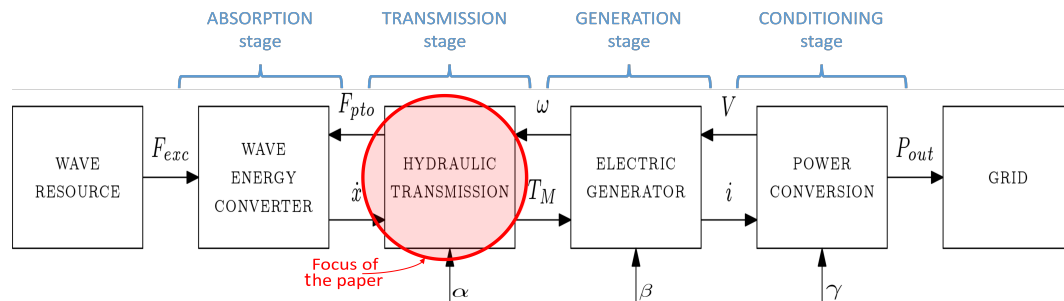 ABSORPTION
stage
TRANSMISSION
stage
GENERATION
stage
CONDITIONING
stage
WAVE
RESOURCE
F_exc
WAVE
ENERGY
CONVERTER
F_pto
ẋ
HYDRAULIC
TRANSMISSION
ω
T_M
ELECTRIC
GENERATOR
V
i
POWER
CONVERSION
P_out
GRID
Focus of
the paper
α
β
γ